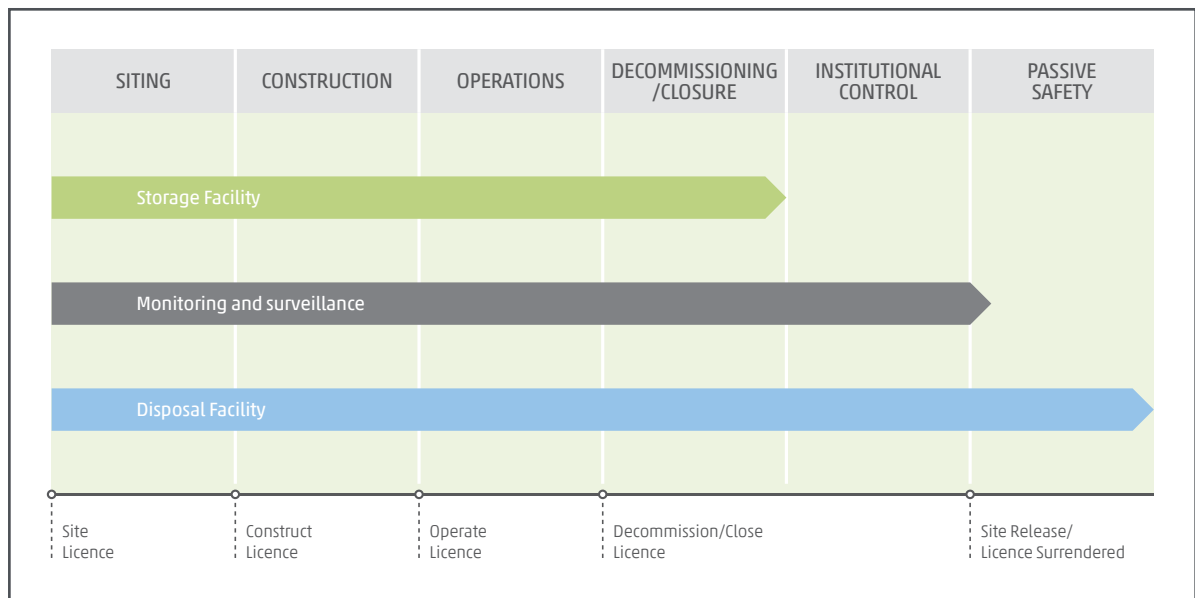 SITING
CONSTRUCTION
OPERATIONS
DECOMMISSIONING
/CLOSURE
INSTITUTIONAL
CONTROL
PASSIVE
SAFETY
Storage Facility
Monitoring and surveillance
Disposal Facility
Site
Licence
Construct
Licence
Operate
Licence
Decommission/Close
Licence
Site Release/
Licence Surrendered